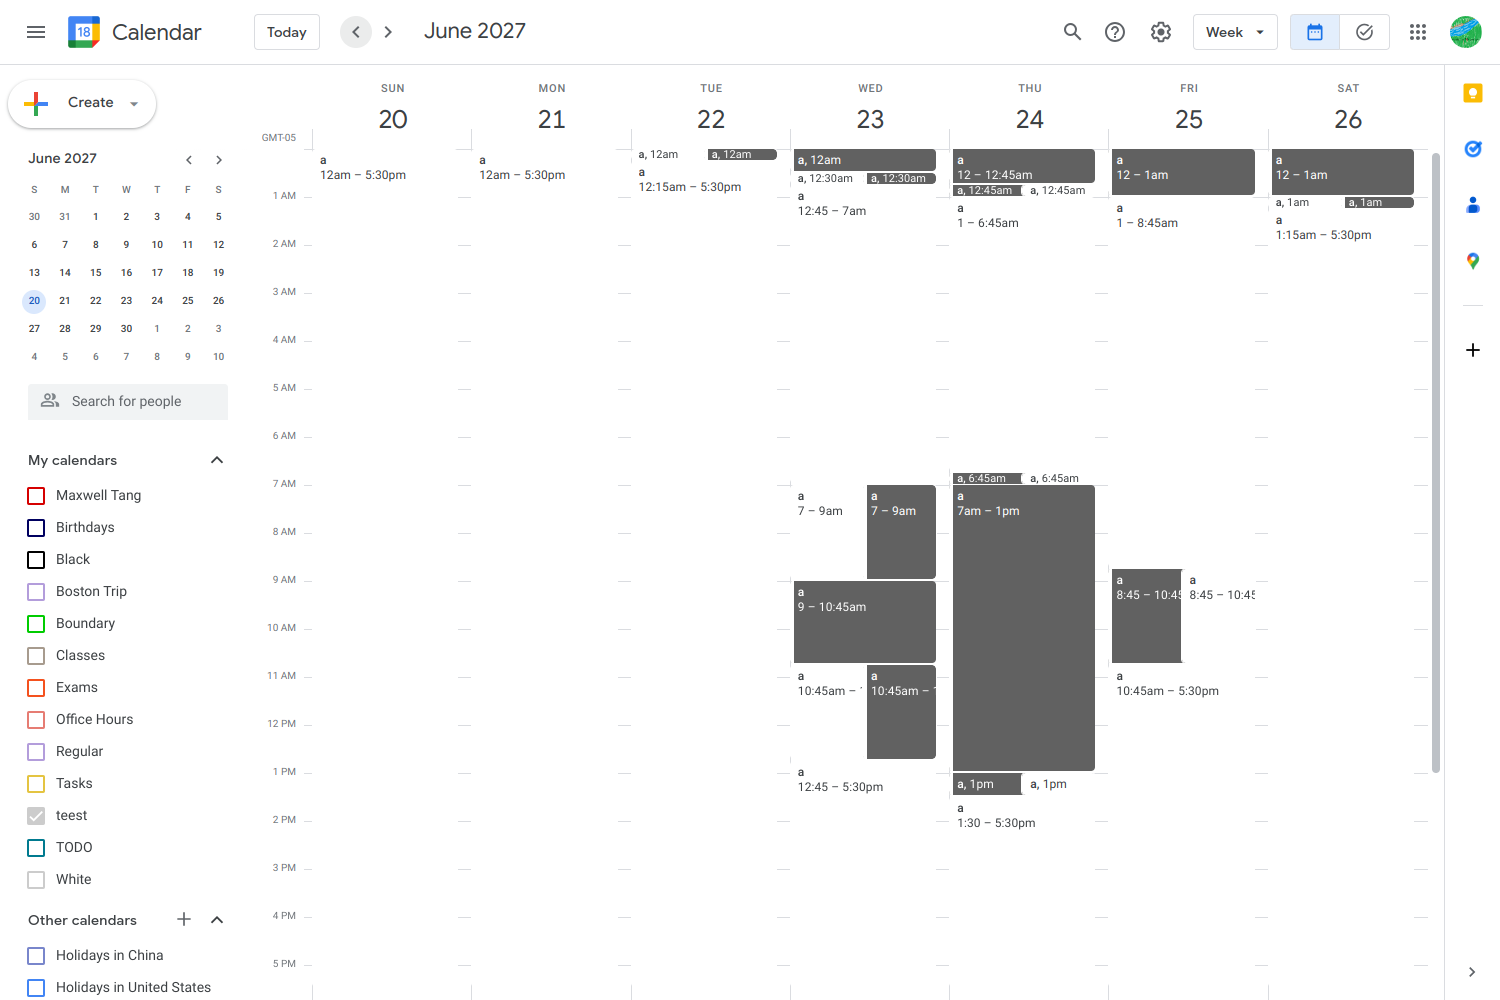 18 Calendar
Today
June 2027
Week
Create
June 2027
S M T W T F S
30 31 1 2 3 4 5
6 7 8 9 10 11 12
13 14 15 16 17 18 19
20 21 22 23 24 25 26
27 28 29 30 1 2 3
4 5 6 7 8 9 10
Search for people
My calendars
Maxwell Tang
Birthdays
Black
Boston Trip
Boundary
Classes
Exams
Office Hours
Regular
Tasks
teest
TODO
White
Other calendars
Holidays in China
Holidays in United States
GMT-05
1 AM
2 AM
3 AM
4 AM
5 AM
6 AM
7 AM
8 AM
9 AM
10 AM
11 AM
12 PM
1 PM
2 PM
3 PM
4 PM
5 PM
SUN
20
a
12am – 5:30pm
MON
21
a
12am – 5:30pm
TUE
22
a, 12am
a, 12am
a
12:15am – 5:30pm
WED
23
a, 12am
a, 12:30am
a, 12:30am
a
12:45 – 7am
a
7 – 9am
a
7 – 9am
a
9 – 10:45am
a
10:45am –
a
10:45am –
a
12:45 – 5:30pm
THU
24
a
12 – 12:45am
a, 12:45am
a, 12:45am
a
1 – 6:45am
a, 6:45am
a, 6:45am
a
7am – 1pm
a, 1pm
a, 1pm
a
1:30 – 5:30pm
FRI
25
a
12 – 1am
a
1 – 8:45am
a
8:45 – 10:45
a
8:45 – 10:45
a
10:45am – 5:30pm
SAT
26
a
12 – 1am
a, 1am
a, 1am
a
1:15am – 5:30pm